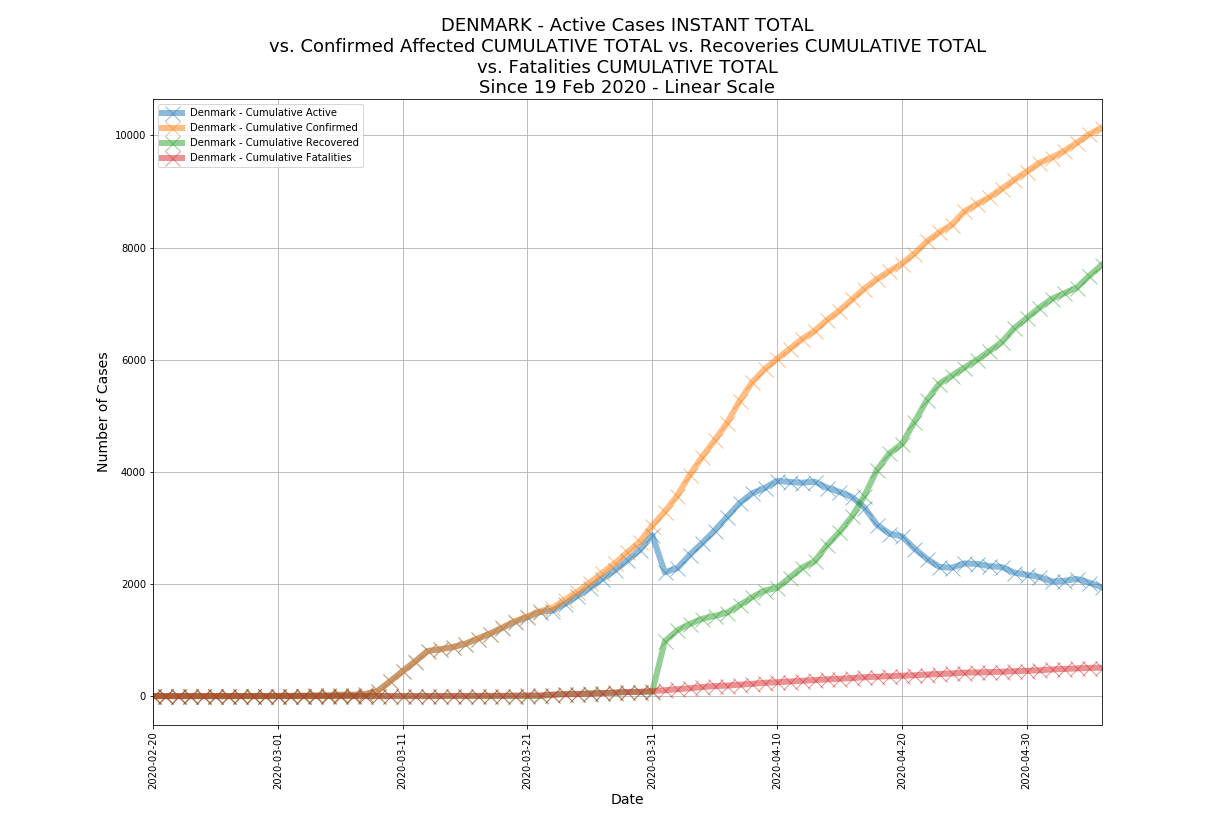 DENMARK - Active Cases INSTANT TOTAL
vs. Confirmed Affected CUMULATIVE TOTAL vs. Recoveries CUMULATIVE TOTAL
vs. Fatalities CUMULATIVE TOTAL
Since 19 Feb 2020 - Linear Scale
Denmark - Cumulative Active
Denmark - Cumulative Confirmed
Denmark - Cumulative Recovered
Denmark - Cumulative Fatalities
Number of Cases
10000
8000
6000
4000
2000
0
2020-02-20
2020-03-01
2020-03-11
2020-03-21
2020-03-31
2020-04-10
2020-04-20
2020-04-30
Date